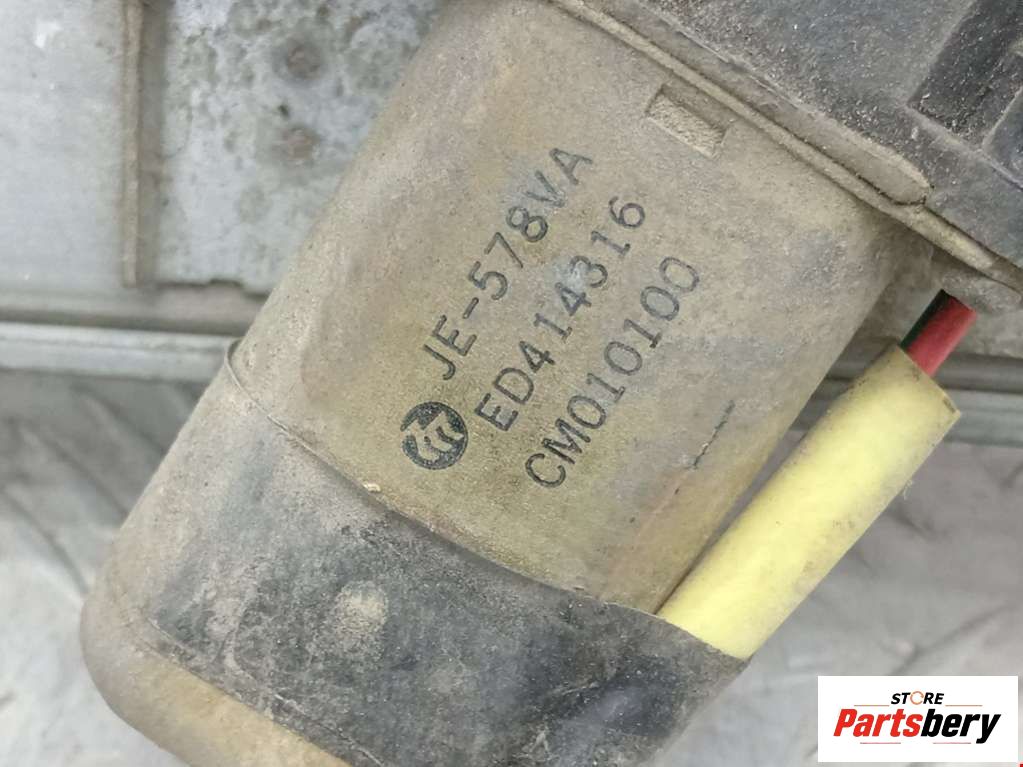 JE-578VA
ED414316
CM010100
STORE
Partsbery